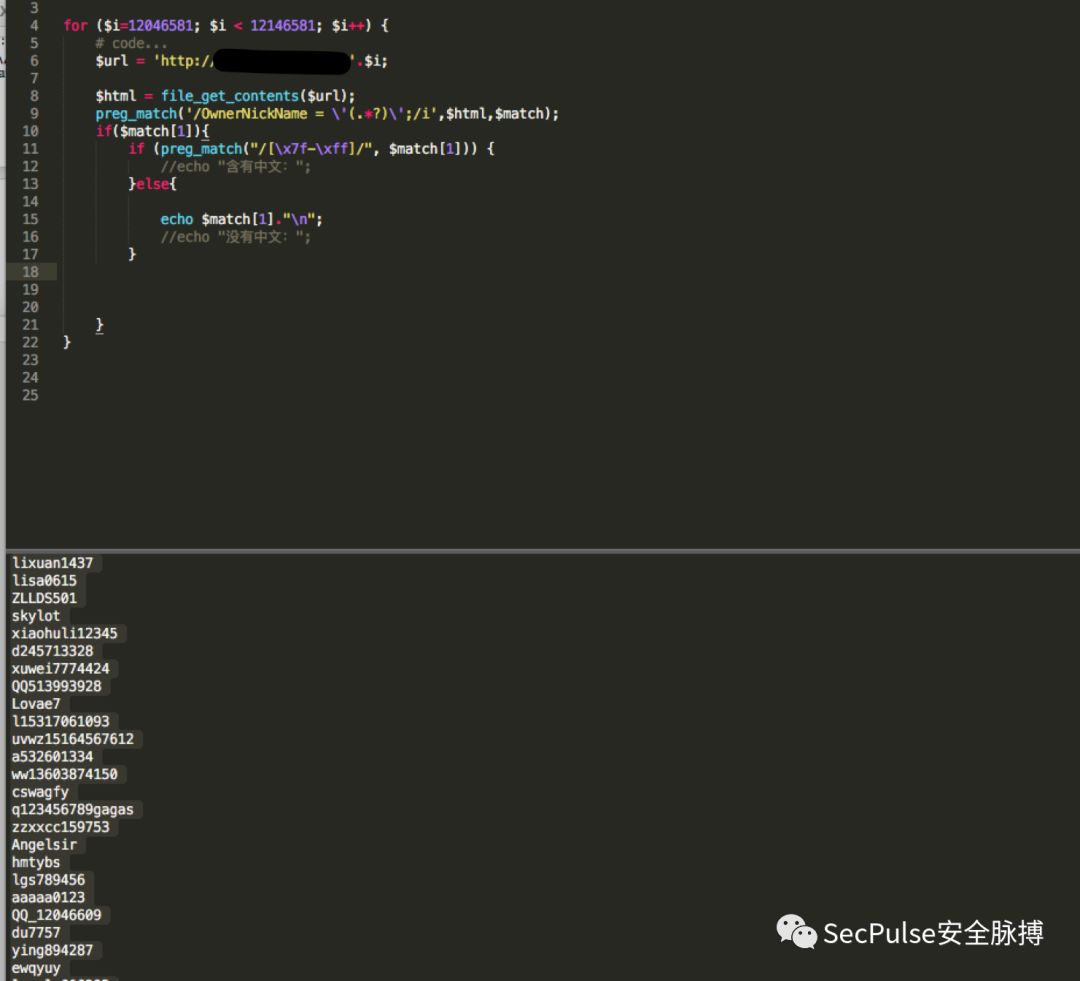 3
4 for ($i=12046581; $i < 12146581; $i++) {
5 # code...
6 $url = 'http:/ '.$i;
7
8 $html = file_get_contents($url);
9 preg_match('/OwnerNickName = \'(.*?)\';/i',$html,$match);
10 if($match[1]){
11 if (preg_match("/[\x7f-\xff]/", $match[1])) {
12 //echo "含有中文：";
13 }else{
14
15 echo $match[1]."\n";
16 //echo "没有中文：";
17 }
18
19
20
21 }
22 }
23
24
25
lixuan1437
lisa0615
ZLLDS501
skylot
xiaohuli12345
d245713328
xuwei7774424
QQ513993928
Lovae7
l15317061093
uvwz15164567612
a532601334
ww13603874150
cswagfy
q123456789gagas
zzxxcc159753
Angelsir
hmtybs
lgs789456
aaaaa0123
QQ_12046609
du7757
ying894287
ewqyuy
SecPulse安全脉搏